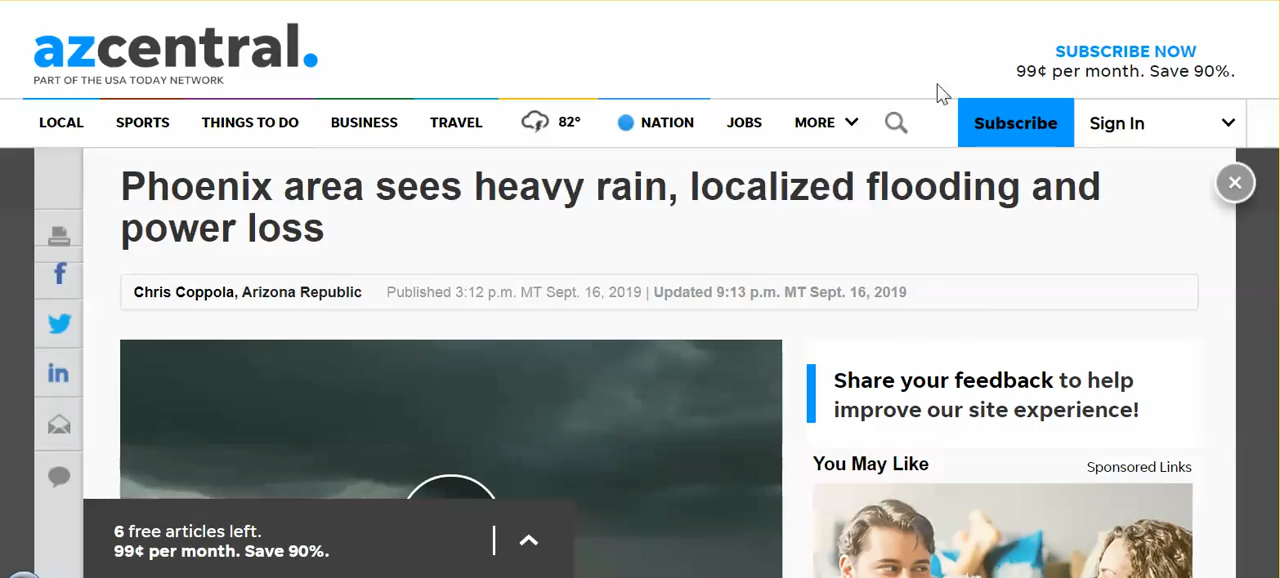 azcentral.
PART OF THE USA TODAY NETWORK
SUBSCRIBE NOW
99¢ per month. Save 90%.
LOCAL SPORTS THINGS TO DO BUSINESS TRAVEL 82° NATION JOBS MORE Subscribe Sign In
Phoenix area sees heavy rain, localized flooding and
power loss
Chris Coppola, Arizona Republic Published 3:12 p.m. MT Sept. 16, 2019 | Updated 9:13 p.m. MT Sept. 16, 2019
f
in
Share your feedback to help
improve our site experience!
You May Like Sponsored Links
6 free articles left.
99¢ per month. Save 90%.